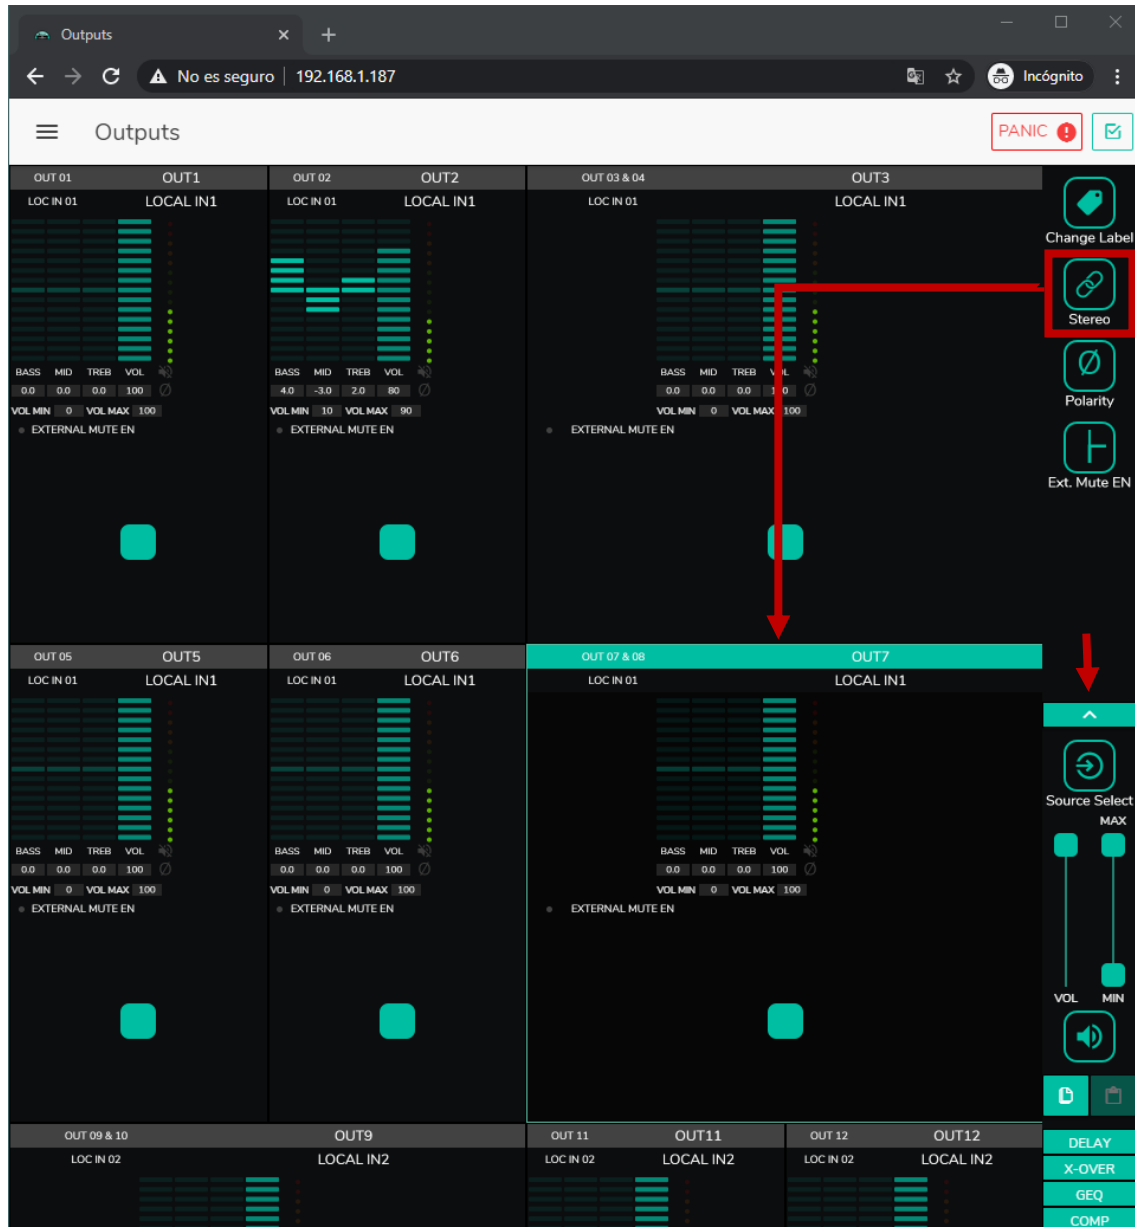 Outputs
No es seguro | 192.168.1.187
Incógnito
Outputs
PANIC
OUT 01 OUT1
LOC IN 01 LOCAL IN1
BASS MID TREB VOL
0.0 0.0 0.0 100
VOL MIN 0 VOL MAX 100
EXTERNAL MUTE EN
OUT 02 OUT2
LOC IN 01 LOCAL IN1
BASS MID TREB VOL
4.0 -3.0 2.0 80
VOL MIN 10 VOL MAX 90
EXTERNAL MUTE EN
OUT 03 & 04 OUT3
LOC IN 01 LOCAL IN1
BASS MID TREB
0.0 0.0 0.0
VOL MIN 0 VOL MAX 100
EXTERNAL MUTE EN
Change Label
Stereo
Polarity
Ext. Mute EN
OUT 05 OUT5
LOC IN 01 LOCAL IN1
BASS MID TREB VOL
0.0 0.0 0.0 100
VOL MIN 0 VOL MAX 100
EXTERNAL MUTE EN
OUT 06 OUT6
LOC IN 01 LOCAL IN1
BASS MID TREB VOL
0.0 0.0 0.0 100
VOL MIN 0 VOL MAX 100
EXTERNAL MUTE EN
OUT 07 & 08 OUT7
LOC IN 01 LOCAL IN1
BASS MID TREB VOL
0.0 0.0 0.0 100
VOL MIN 0 VOL MAX 100
EXTERNAL MUTE EN
Source Select
MAX
VOL MIN
OUT 09 & 10 OUT9
LOC IN 02 LOCAL IN2
OUT 11 OUT11
LOC IN 02 LOCAL IN2
OUT 12 OUT12
LOC IN 02 LOCAL IN2
DELAY
X-OVER
GEQ
COMP